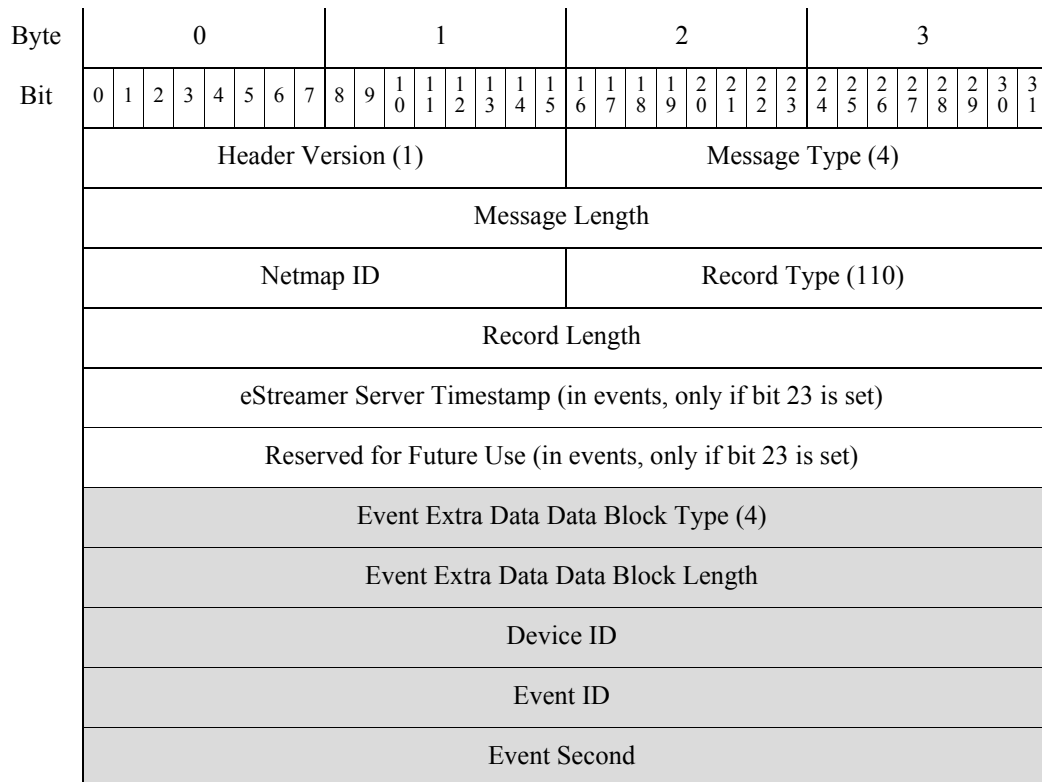 Byte 0 1 2 3
Bit 0 1 2 3 4 5 6 7 8 9 10 11 12 13 14 15 16 17 18 19 20 21 22 23 24 25 26 27 28 29 30 31
Header Version (1) Message Type (4)
Message Length
Netmap ID Record Type (110)
Record Length
eStreamer Server Timestamp (in events, only if bit 23 is set)
Reserved for Future Use (in events, only if bit 23 is set)
Event Extra Data Data Block Type (4)
Event Extra Data Data Block Length
Device ID
Event ID
Event Second